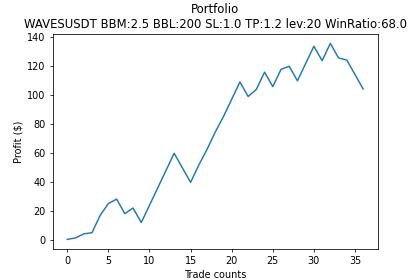 Portfolio
WAVESUSDT BBM:2.5 BBL:200 SL:1.0 TP:1.2 lev:20 WinRatio:68.0
140
120
100
80
60
40
20
0
Profit ($)
0 5 10 15 20 25 30 35
Trade counts